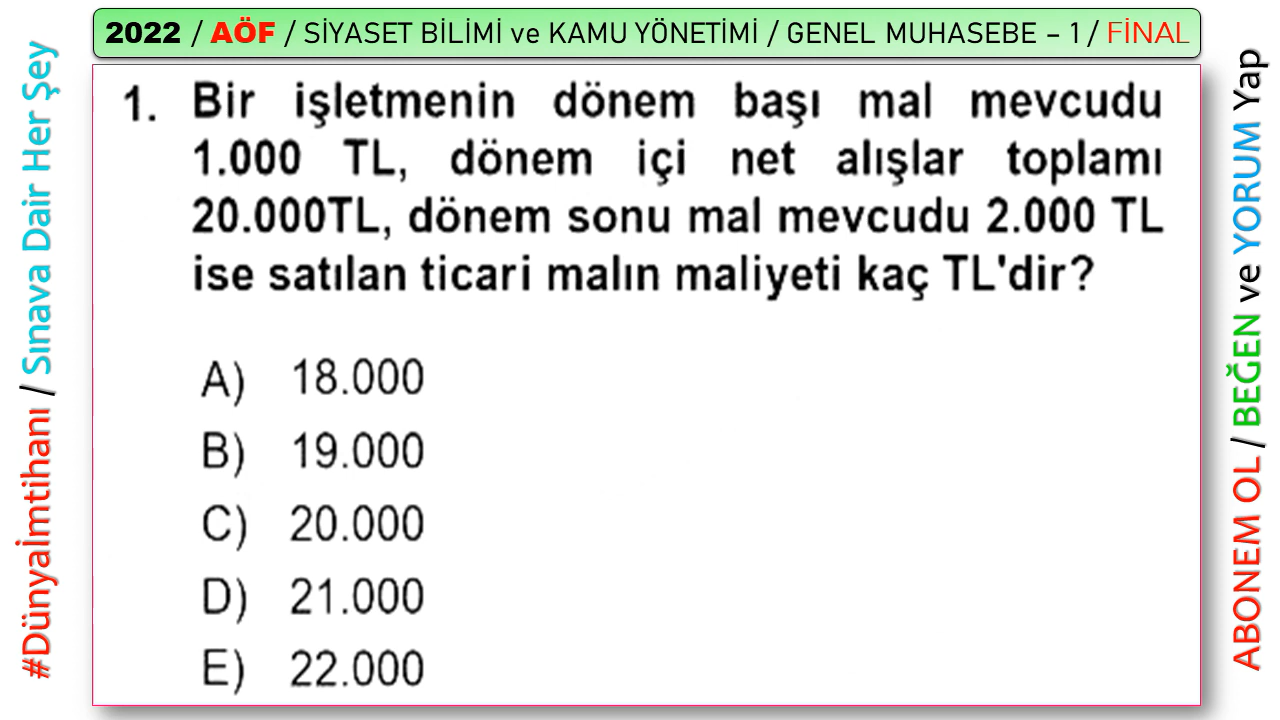 2022 / AÖF / SİYASET BİLİMİ ve KAMU YÖNETİMİ / GENEL MUHASEBE – 1 / FİNAL
#Dünyaİmtihanı / Sınava Dair Her Şey
1. Bir işletmenin dönem başı mal mevcudu
1.000 TL, dönem içi net alışlar toplamı
20.000TL, dönem sonu mal mevcudu 2.000 TL
ise satılan ticari malın maliyeti kaç TL'dir?
A) 18.000
B) 19.000
C) 20.000
D) 21.000
E) 22.000
ABONEM OL / BEĞEN ve YORUM Yap